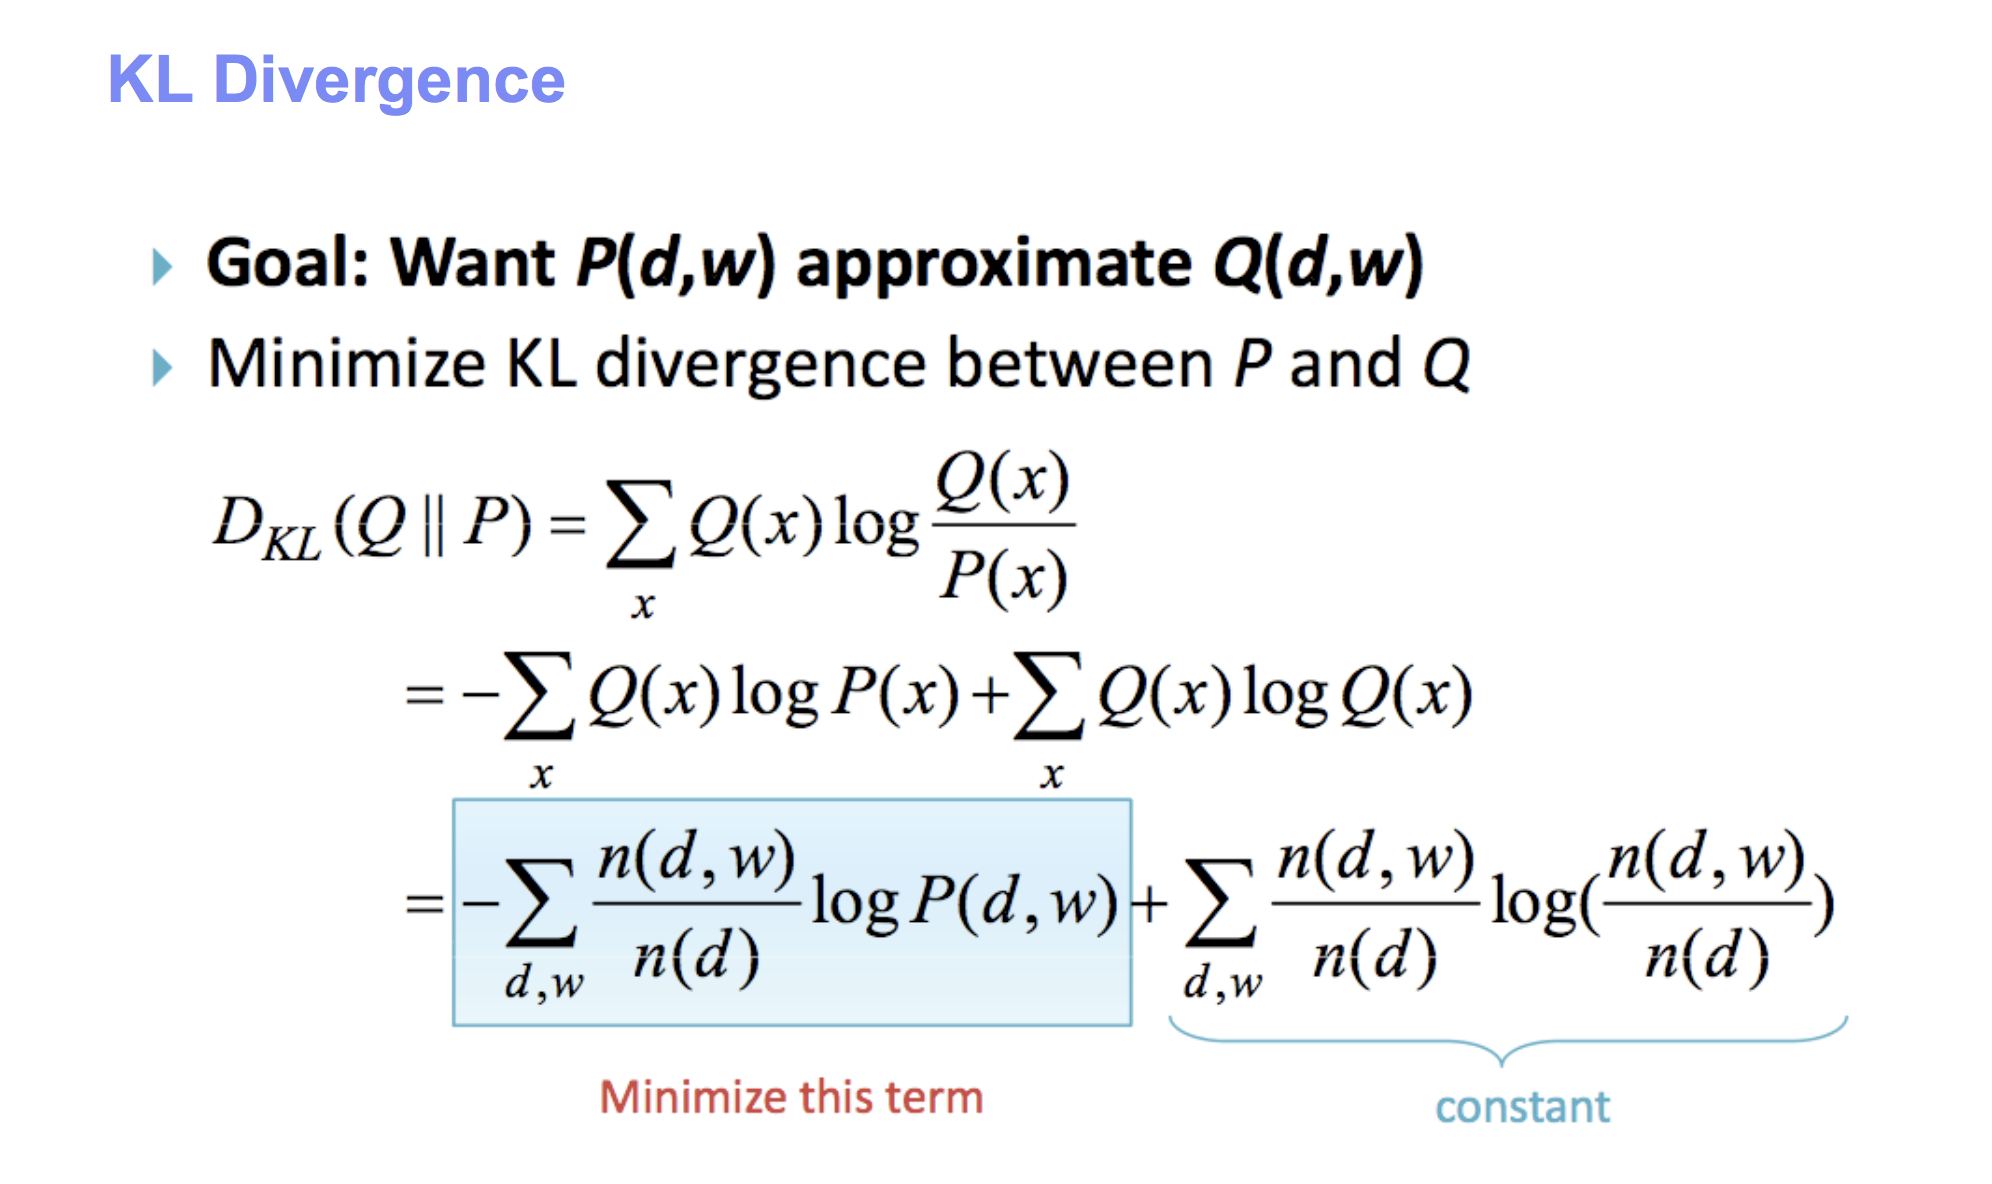 KL Divergence
Goal: Want P(d,w) approximate Q(d,w)
Minimize KL divergence between P and Q
D_{KL}(Q || P) = \sum_{x} Q(x) log \frac{Q(x)}{P(x)}
= -\sum_{x} Q(x) log P(x) + \sum_{x} Q(x) log Q(x)
= -\sum_{d,w} \frac{n(d,w)}{n(d)} log P(d,w) + \sum_{d,w} \frac{n(d,w)}{n(d)} log(\frac{n(d,w)}{n(d)})
Minimize this term
constant